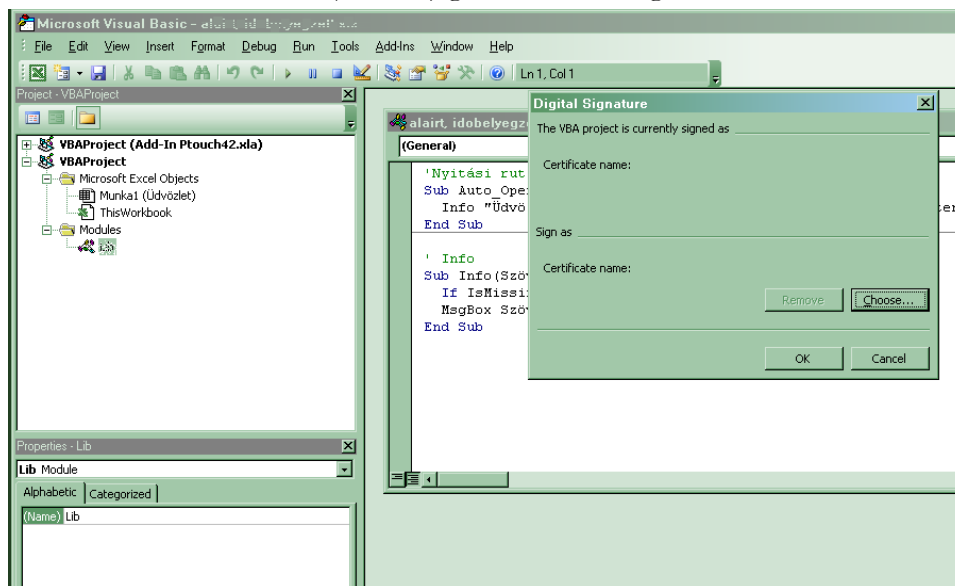 Microsoft Visual Basic -
File Edit View Insert Format Debug Run Tools Add-Ins Window Help
Ln 1, Col 1
Project - VBAProject
VBAProject (Add-In Ptouch42.xla)
VBAProject
Microsoft Excel Objects
Munka1 (Üdvözlet)
ThisWorkbook
Modules
Lib
Properties - Lib
Lib Module
Alphabetic Categorized
(Name) Lib
alairt, idobelyegz
(General)
'Nyitási rut
Sub Auto_Ope
Info "Üdvö
End Sub
' Info
Sub Info(Szö
If IsMissi
MsgBox Szö
End Sub
Digital Signature
The VBA project is currently signed as
Certificate name:
Sign as
Certificate name:
Remove Choose...
OK Cancel